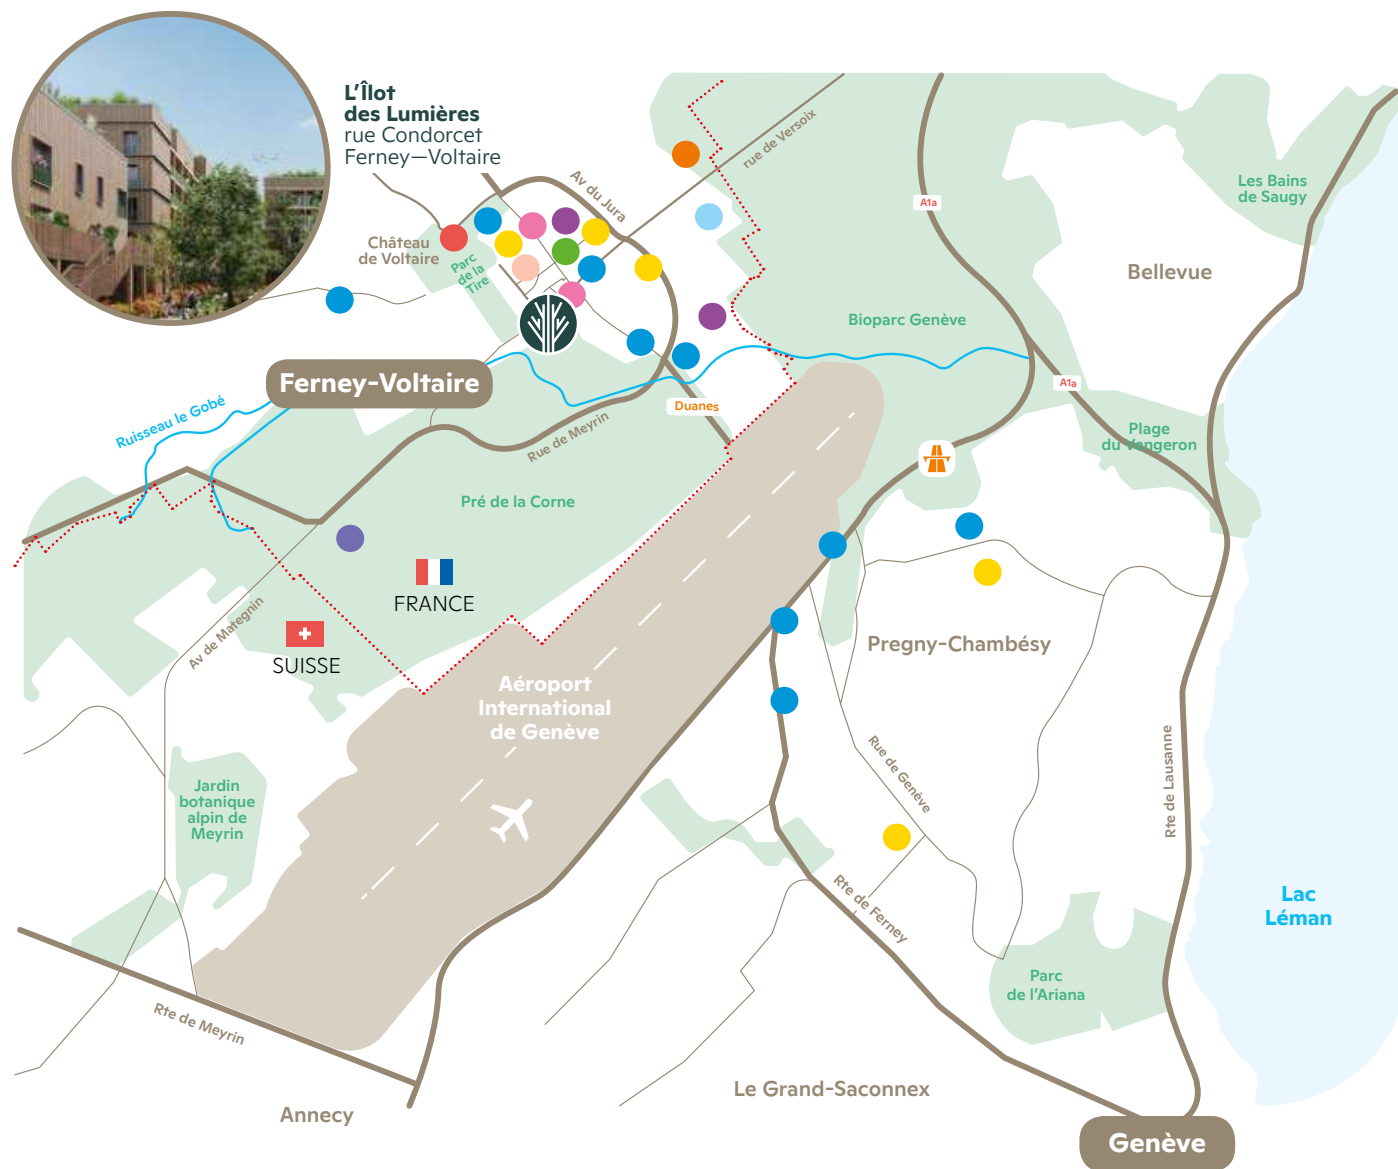 L'Îlot
des Lumières
rue Condorcet
Ferney—Voltaire
Av du Jura
rue de Versoix
A1a
Les Bains
de Saugy
Château
de Voltaire
Parc
de la
Tire
Bellevue
Bioparc Genève
Ferney-Voltaire
A1a
Ruisseau le Gobé
Duanes
Rue de Meyrin
Plage
du Vengeron
Pré de la Corne
FRANCE
Av de Mategnin
SUISSE
Pregny-Chambésy
Aéroport
International
de Genève
Rue de Genève
Rte de Lausanne
Jardin
botanique
alpin de
Meyrin
Rte de Ferney
Lac
Léman
Parc
de l'Ariana
Rte de Meyrin
Le Grand-Saconnex
Annecy
Genève